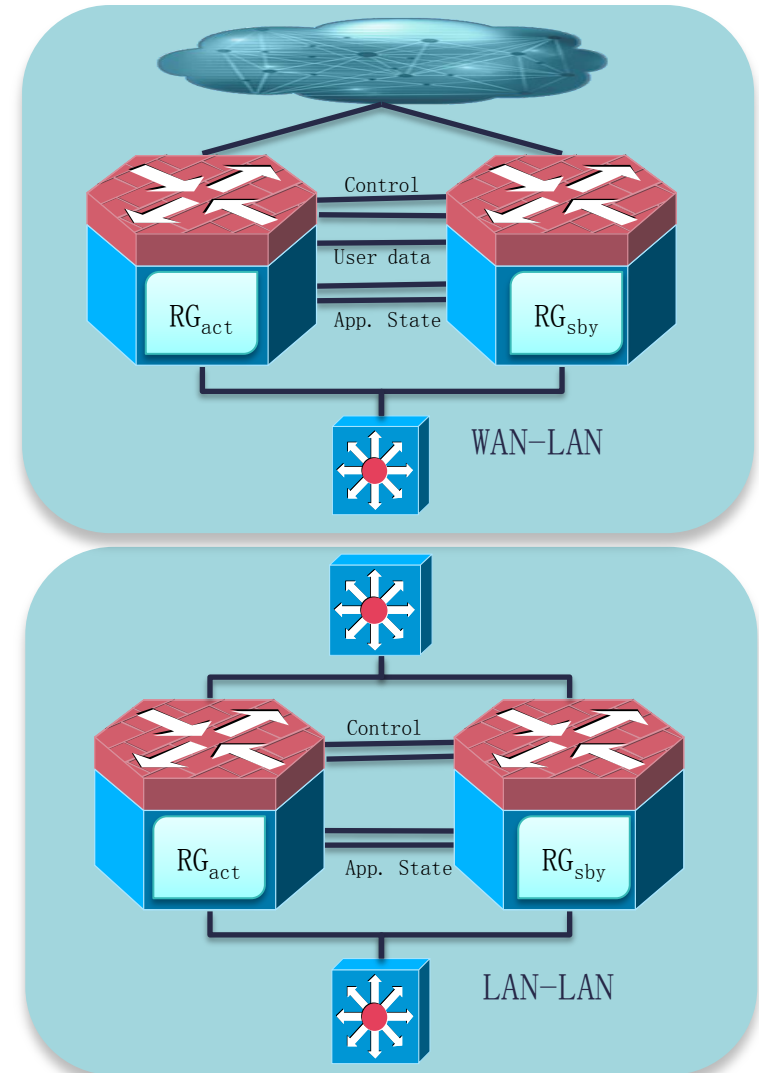 Control
User data
App. State
RGact
RGsby
WAN-LAN
Control
RGact
RGsby
App. State
LAN-LAN